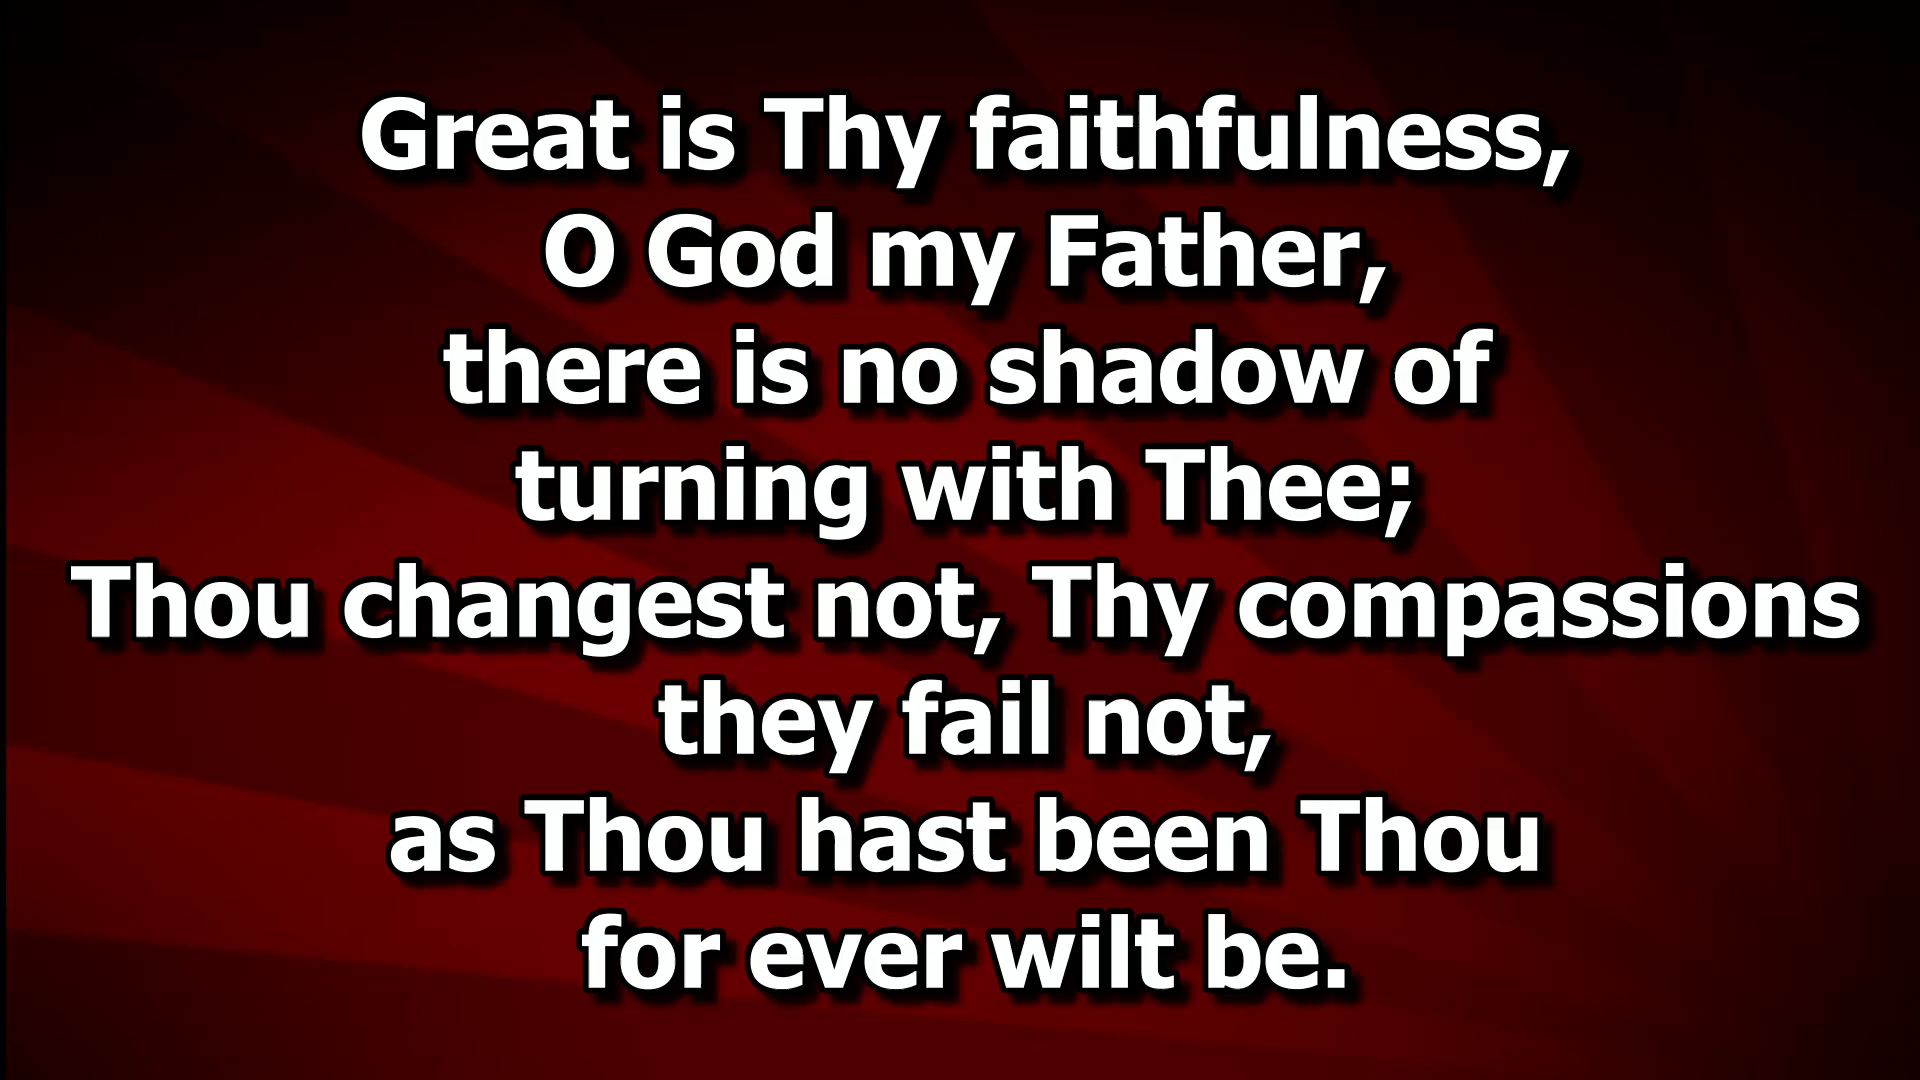 Great is Thy faithfulness,
O God my Father,
there is no shadow of
turning with Thee;
Thou changest not, Thy compassions
they fail not,
as Thou hast been Thou
for ever wilt be.